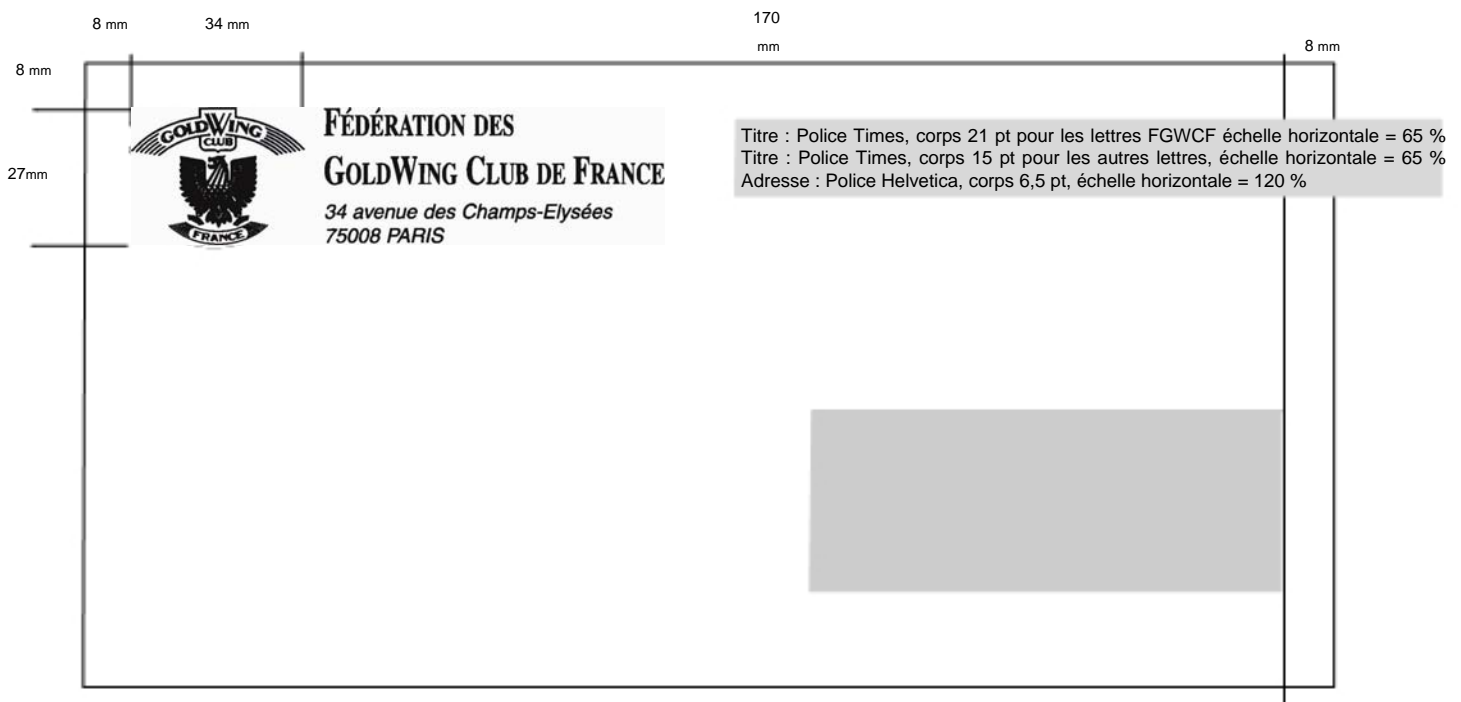 8 mm
34 mm
170
mm
8 mm
8 mm
27mm
GOLDWING
CLUB
FRANCE
FÉDÉRATION DES
GOLDWING CLUB DE FRANCE
34 avenue des Champs-Elysées
75008 PARIS
Titre : Police Times, corps 21 pt pour les lettres FGWCF échelle horizontale = 65 %
Titre : Police Times, corps 15 pt pour les autres lettres, échelle horizontale = 65 %
Adresse : Police Helvetica, corps 6,5 pt, échelle horizontale = 120 %